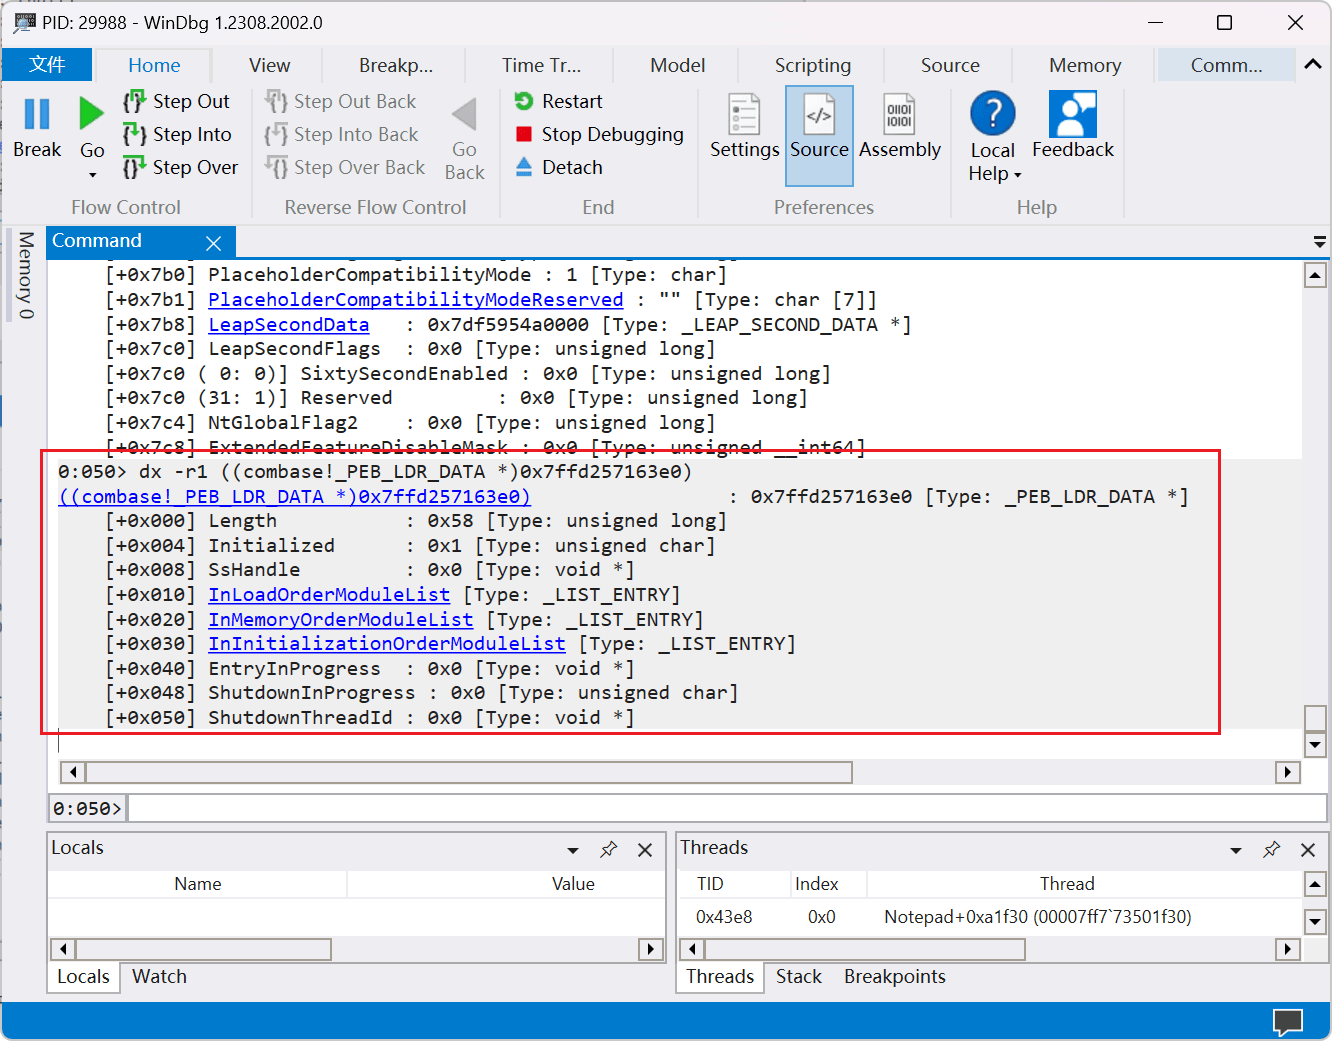 PID: 29988 - WinDbg 1.2308.2002.0
文件 Home View Breakp... Time Tr... Model Scripting Source Memory Comm...
Break
Go
Step Out
Step Into
Step Over
Flow Control
Step Out Back
Step Into Back
Step Over Back
Go Back
Reverse Flow Control
Restart
Stop Debugging
Detach
End
Settings
Source
Assembly
Preferences
Local Help
Feedback
Help
Memory 0
Command
[+0x7b0] PlaceholderCompatibilityMode : 1 [Type: char]
[+0x7b1] PlaceholderCompatibilityModeReserved : "" [Type: char [7]]
[+0x7b8] LeapSecondData : 0x7df5954a0000 [Type: _LEAP_SECOND_DATA *]
[+0x7c0] LeapSecondFlags : 0x0 [Type: unsigned long]
[+0x7c0 ( 0: 0)] SixtySecondEnabled : 0x0 [Type: unsigned long]
[+0x7c0 (31: 1)] Reserved : 0x0 [Type: unsigned long]
[+0x7c4] NtGlobalFlag2 : 0x0 [Type: unsigned long]
[+0x7c8] ExtendedFeatureDisableMask : 0x0 [Type: unsigned __int64]
0:050> dx -r1 ((combase!_PEB_LDR_DATA *)0x7ffd257163e0)
((combase!_PEB_LDR_DATA *)0x7ffd257163e0) : 0x7ffd257163e0 [Type: _PEB_LDR_DATA *]
[+0x000] Length : 0x58 [Type: unsigned long]
[+0x004] Initialized : 0x1 [Type: unsigned char]
[+0x008] SsHandle : 0x0 [Type: void *]
[+0x010] InLoadOrderModuleList [Type: _LIST_ENTRY]
[+0x020] InMemoryOrderModuleList [Type: _LIST_ENTRY]
[+0x030] InInitializationOrderModuleList [Type: _LIST_ENTRY]
[+0x040] EntryInProgress : 0x0 [Type: void *]
[+0x048] ShutdownInProgress : 0x0 [Type: unsigned char]
[+0x050] ShutdownThreadId : 0x0 [Type: void *]
0:050>
Locals
Name Value
Locals Watch
Threads
TID Index Thread
0x43e8 0x0 Notepad+0xa1f30 (00007ff7`73501f30)
Threads Stack Breakpoints